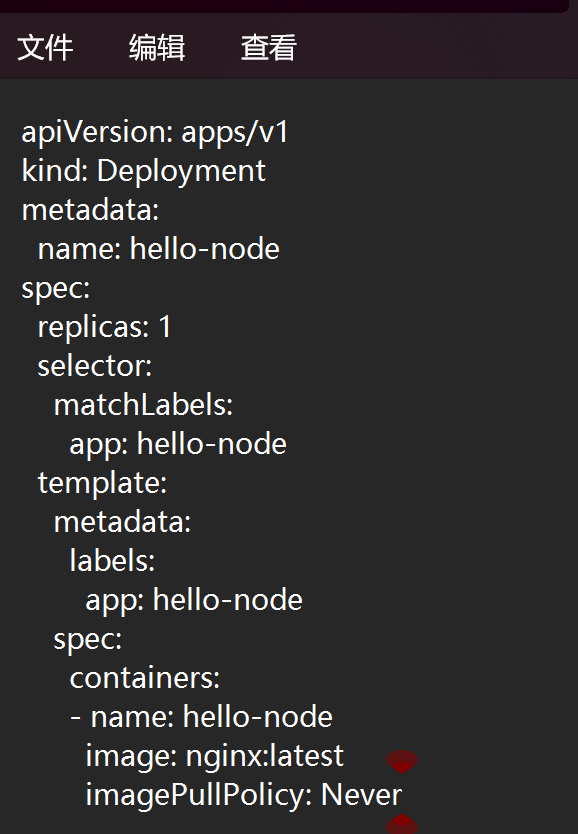 文件 编辑 查看
apiVersion: apps/v1
kind: Deployment
metadata:
  name: hello-node
spec:
  replicas: 1
  selector:
    matchLabels:
      app: hello-node
  template:
    metadata:
      labels:
        app: hello-node
    spec:
      containers:
      - name: hello-node
        image: nginx:latest
        imagePullPolicy: Never